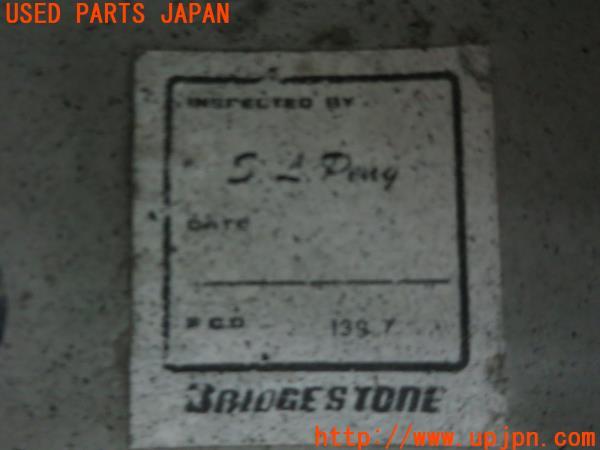 USED PARTS JAPAN
INSPECTED BY
S. L. Peng
DATE
P.C.D 139.7
BRIDGESTONE
http://www.upjpn.com